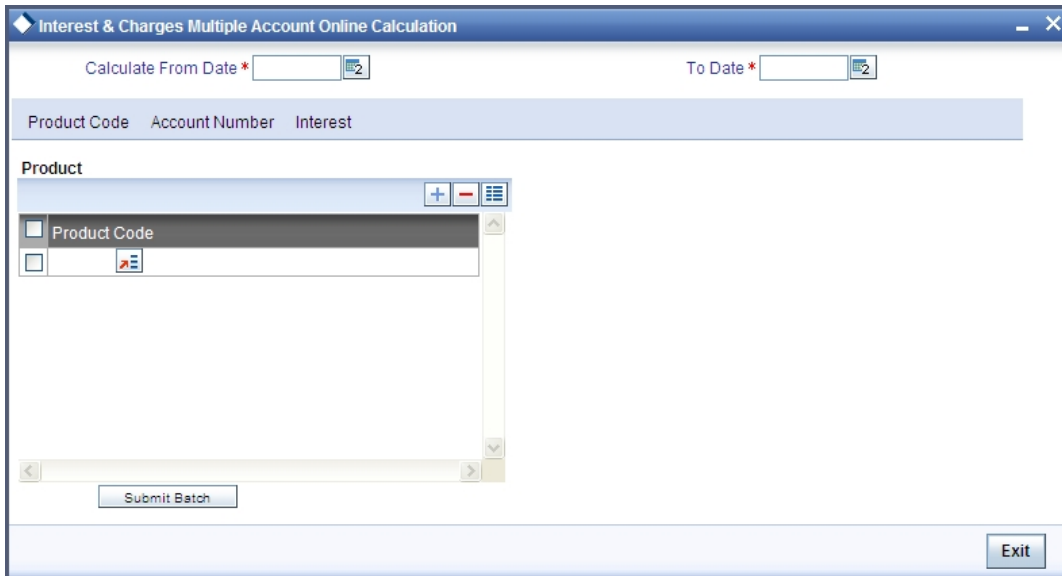 Interest & Charges Multiple Account Online Calculation
Calculate From Date * To Date *
Product Code Account Number Interest
Product
Product Code
Submit Batch
Exit